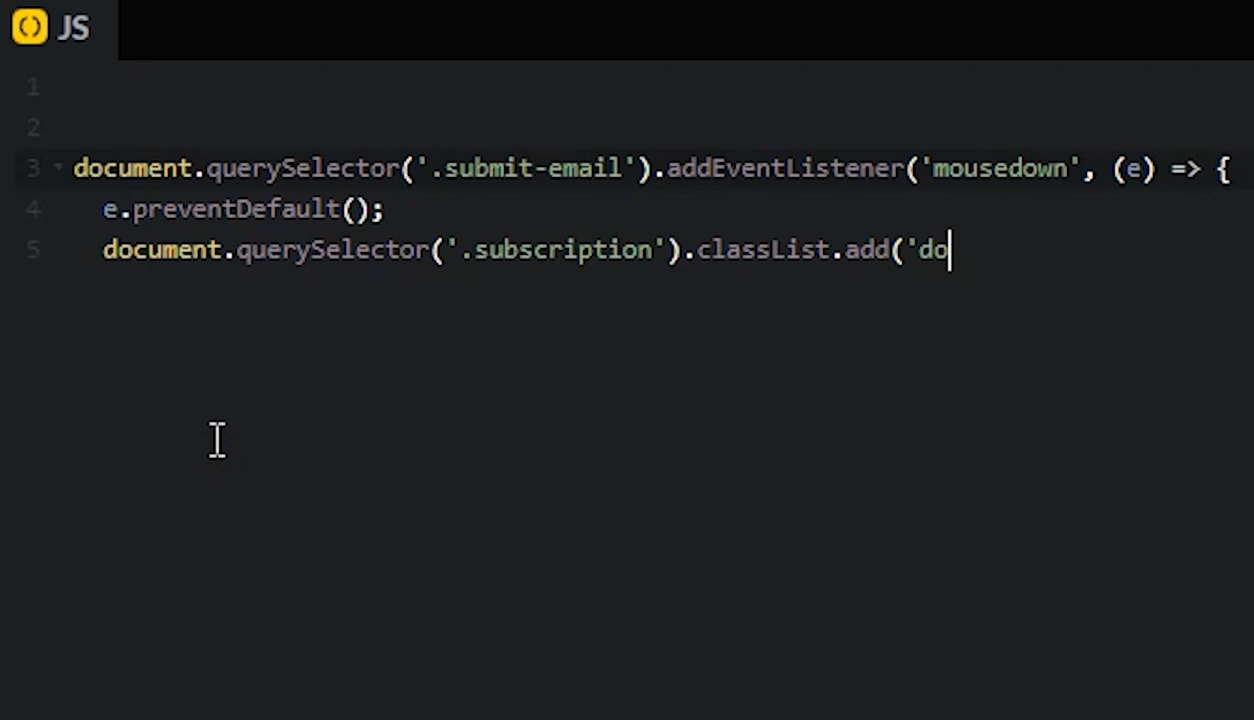 JS
1
2
3 document.querySelector('.submit-email').addEventListener('mousedown', (e) => {
4 e.preventDefault();
5 document.querySelector('.subscription').classList.add('do